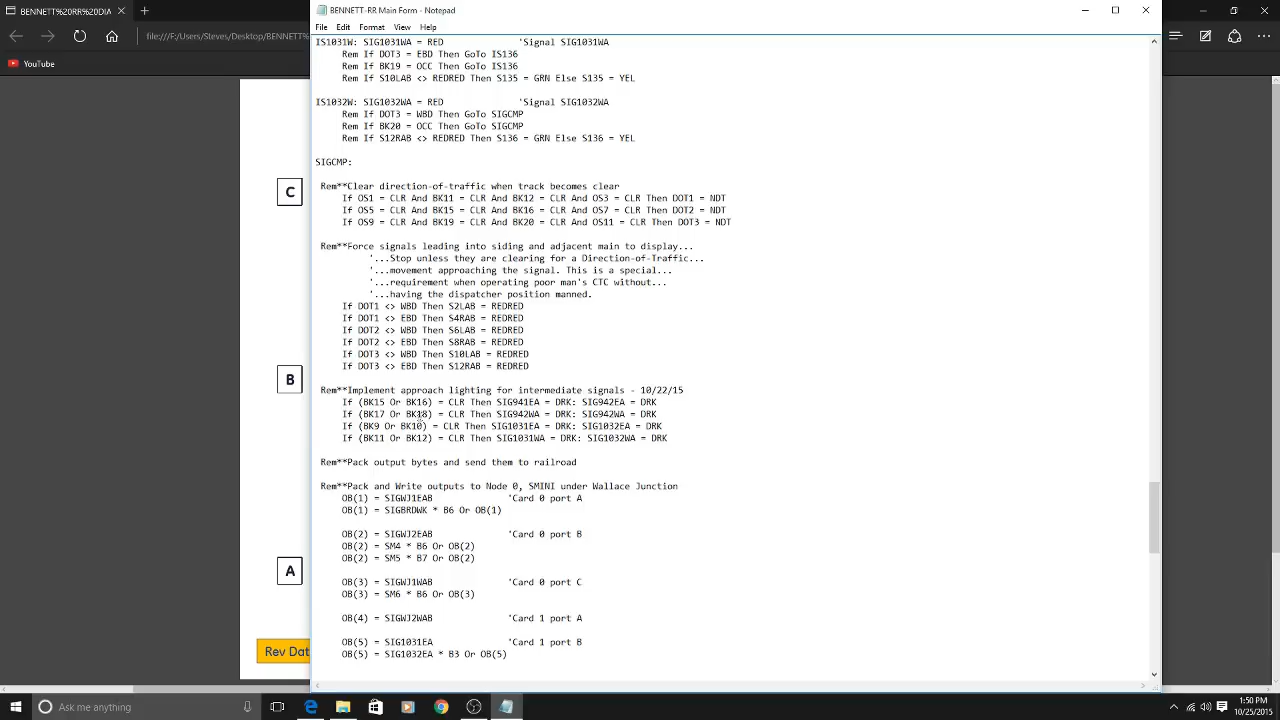 BENNETT%20RR%20DIA
BENNETT-RR Main Form - Notepad
file:///F:/Users/Steves/Desktop/BENNETT%
File Edit Format View Help
YouTube
IS1031W: SIG1031WA = RED 'Signal SIG1031WA
Rem If DOT3 = EBD Then GoTo IS136
Rem If BK19 = OCC Then GoTo IS136
Rem If S10LAB <> REDRED Then S135 = GRN Else S135 = YEL
IS1032W: SIG1032WA = RED 'Signal SIG1032WA
Rem If DOT3 = WBD Then GoTo SIGCMP
Rem If BK20 = OCC Then GoTo SIGCMP
Rem If S12RAB <> REDRED Then S136 = GRN Else S136 = YEL
SIGCMP:
Rem**Clear direction-of-traffic when track becomes clear
If OS1 = CLR And BK11 = CLR And BK12 = CLR And OS3 = CLR Then DOT1 = NDT
If OS5 = CLR And BK15 = CLR And BK16 = CLR And OS7 = CLR Then DOT2 = NDT
If OS9 = CLR And BK19 = CLR And BK20 = CLR And OS11 = CLR Then DOT3 = NDT
Rem**Force signals leading into siding and adjacent main to display...
'...Stop unless they are clearing for a Direction-of-Traffic...
'...movement approaching the signal. This is a special...
'...requirement when operating poor man's CTC without...
'...having the dispatcher position manned.
If DOT1 <> WBD Then S2LAB = REDRED
If DOT1 <> EBD Then S4RAB = REDRED
If DOT2 <> WBD Then S6LAB = REDRED
If DOT2 <> EBD Then S8RAB = REDRED
If DOT3 <> WBD Then S10LAB = REDRED
If DOT3 <> EBD Then S12RAB = REDRED
Rem**Implement approach lighting for intermediate signals - 10/22/15
If (BK15 Or BK16) = CLR Then SIG941EA = DRK: SIG942EA = DRK
If (BK17 Or BK18) = CLR Then SIG942WA = DRK: SIG942WA = DRK
If (BK9 Or BK10) = CLR Then SIG1031EA = DRK: SIG1032EA = DRK
If (BK11 Or BK12) = CLR Then SIG1031WA = DRK: SIG1032WA = DRK
Rem**Pack output bytes and send them to railroad
Rem**Pack and Write outputs to Node 0, SMINI under Wallace Junction
OB(1) = SIGWJ1EAB 'Card 0 port A
OB(1) = SIGBRDWK * B6 Or OB(1)
OB(2) = SIGWJ2EAB 'Card 0 port B
OB(2) = SM4 * B6 Or OB(2)
OB(2) = SM5 * B7 Or OB(2)
OB(3) = SIGWJ1WAB 'Card 0 port C
OB(3) = SM6 * B6 Or OB(3)
OB(4) = SIGWJ2WAB 'Card 1 port A
OB(5) = SIG1031EA 'Card 1 port B
OB(5) = SIG1032EA * B3 Or OB(5)
C
B
A
Rev Dat
Ask me anything
1:50 PM
10/25/2015